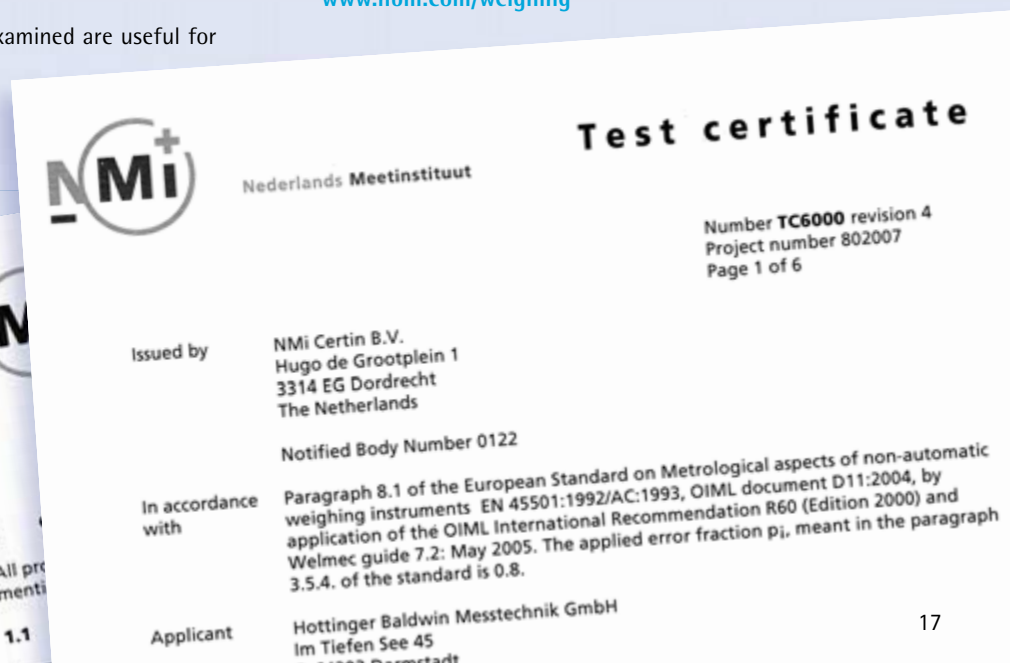 www.hbm.com/weighing
examined are useful for
NMi
Nederlands Meetinstituut
Test certificate
Number TC6000 revision 4
Project number 802007
Page 1 of 6
Issued by
NMi Certin B.V.
Hugo de Grootplein 1
3314 EG Dordrecht
The Netherlands
Notified Body Number 0122
In accordance
with
Paragraph 8.1 of the European Standard on Metrological aspects of non-automatic
weighing instruments EN 45501:1992/AC:1993, OIML document D11:2004, by
application of the OIML International Recommendation R60 (Edition 2000) and
Welmec guide 7.2: May 2005. The applied error fraction pi, meant in the paragraph
3.5.4. of the standard is 0.8.
Applicant
Hottinger Baldwin Messtechnik GmbH
Im Tiefen See 45
Darmstadt
All
1.1
17